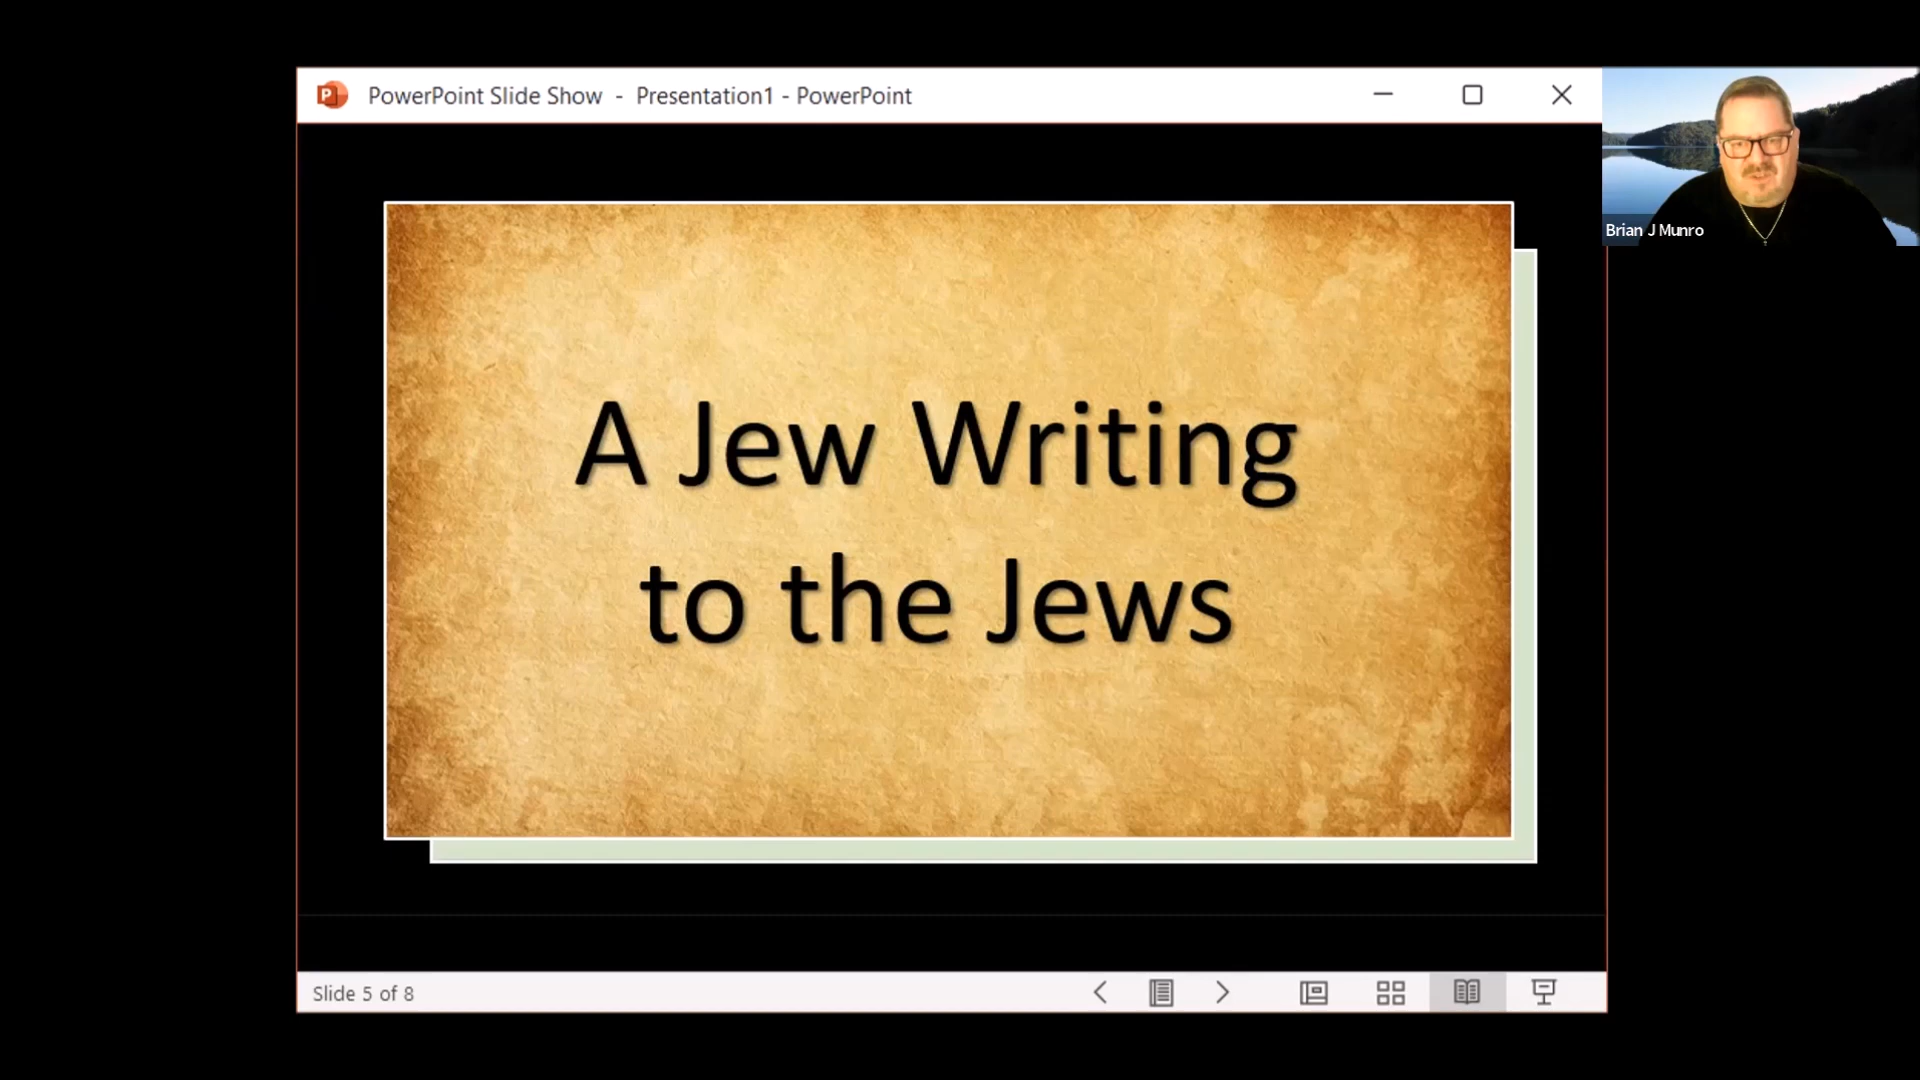 PowerPoint Slide Show - Presentation1 - PowerPoint
Brian J Munro
A Jew Writing
to the Jews
Slide 5 of 8